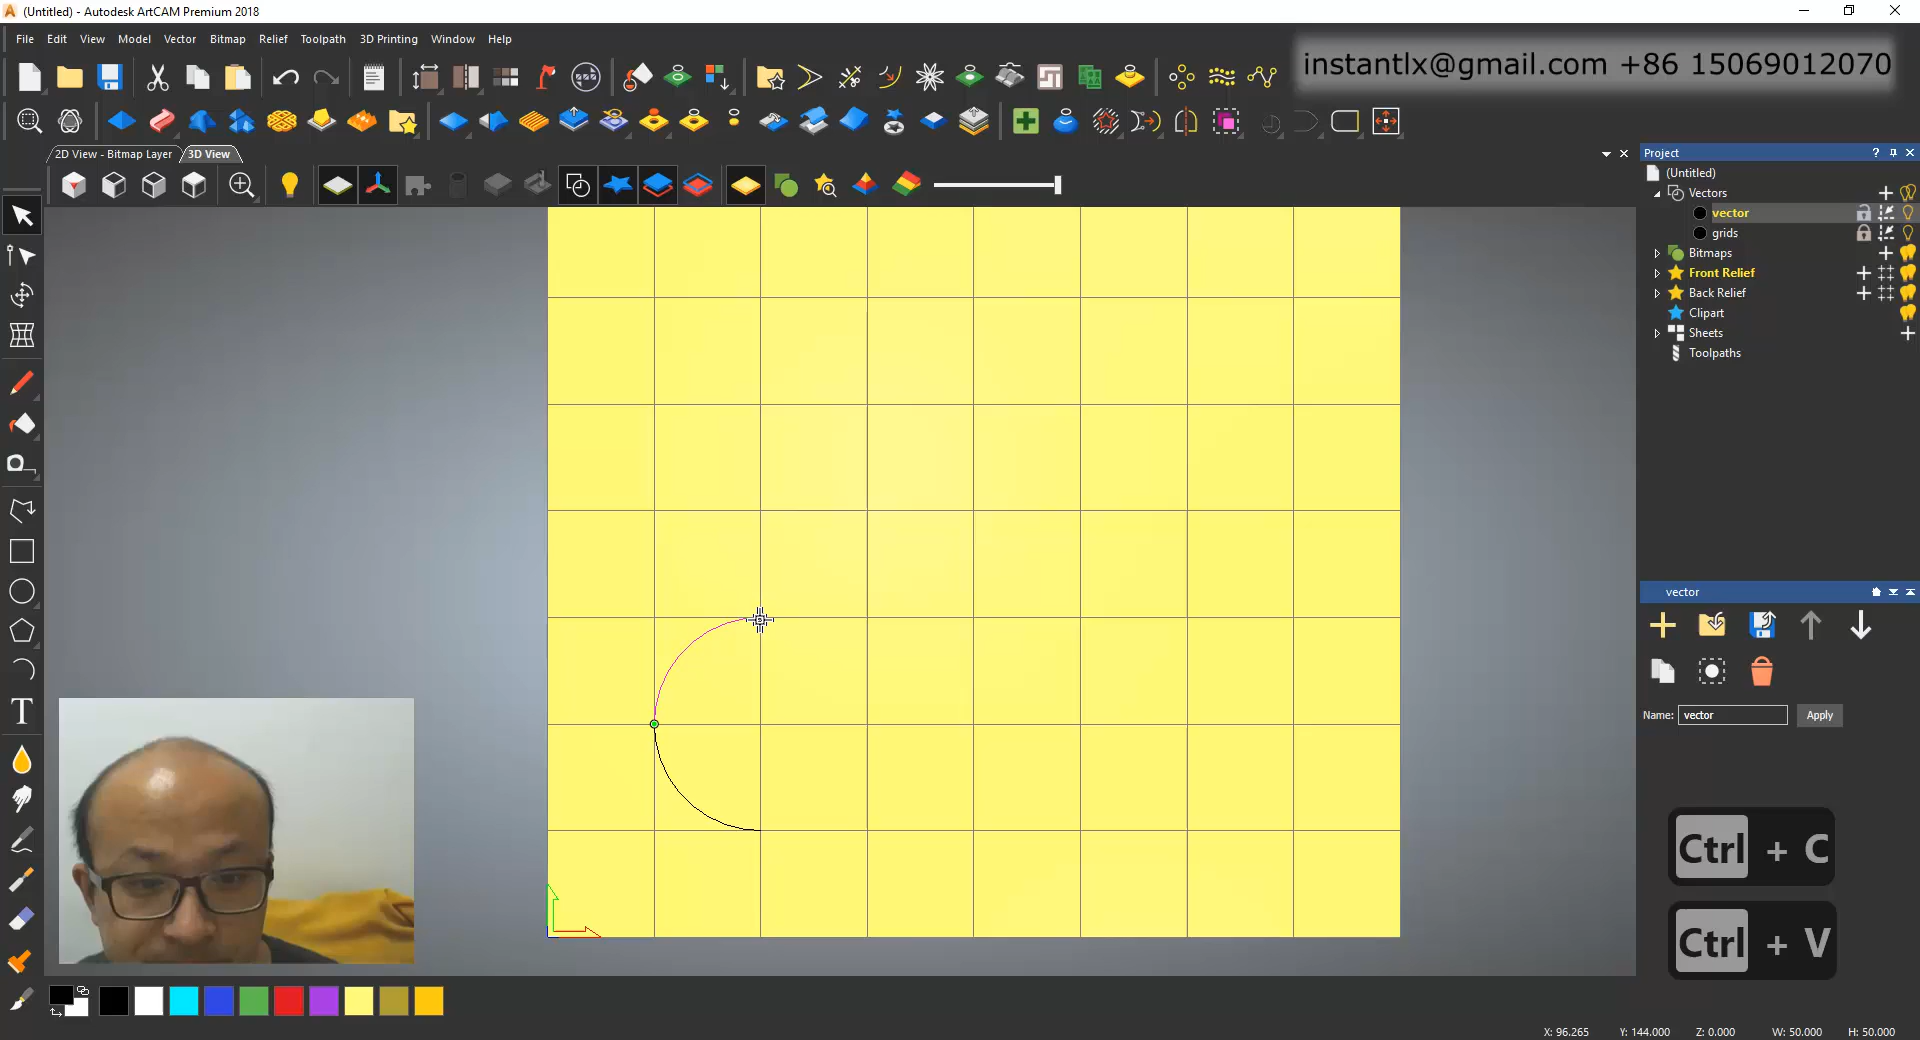 (Untitled) - Autodesk ArtCAM Premium 2018
File Edit View Model Vector Bitmap Relief Toolpath 3D Printing Window Help
instantlx@gmail.com +86 15069012070
2D View - Bitmap Layer 3D View
Project
(Untitled)
Vectors
vector
grids
Bitmaps
Front Relief
Back Relief
Clipart
Sheets
Toolpaths
vector
Name: vector Apply
T
Ctrl + C
Ctrl + V
X: 96.265 Y: 144.000 Z: 0.000 W: 50.000 H: 50.000